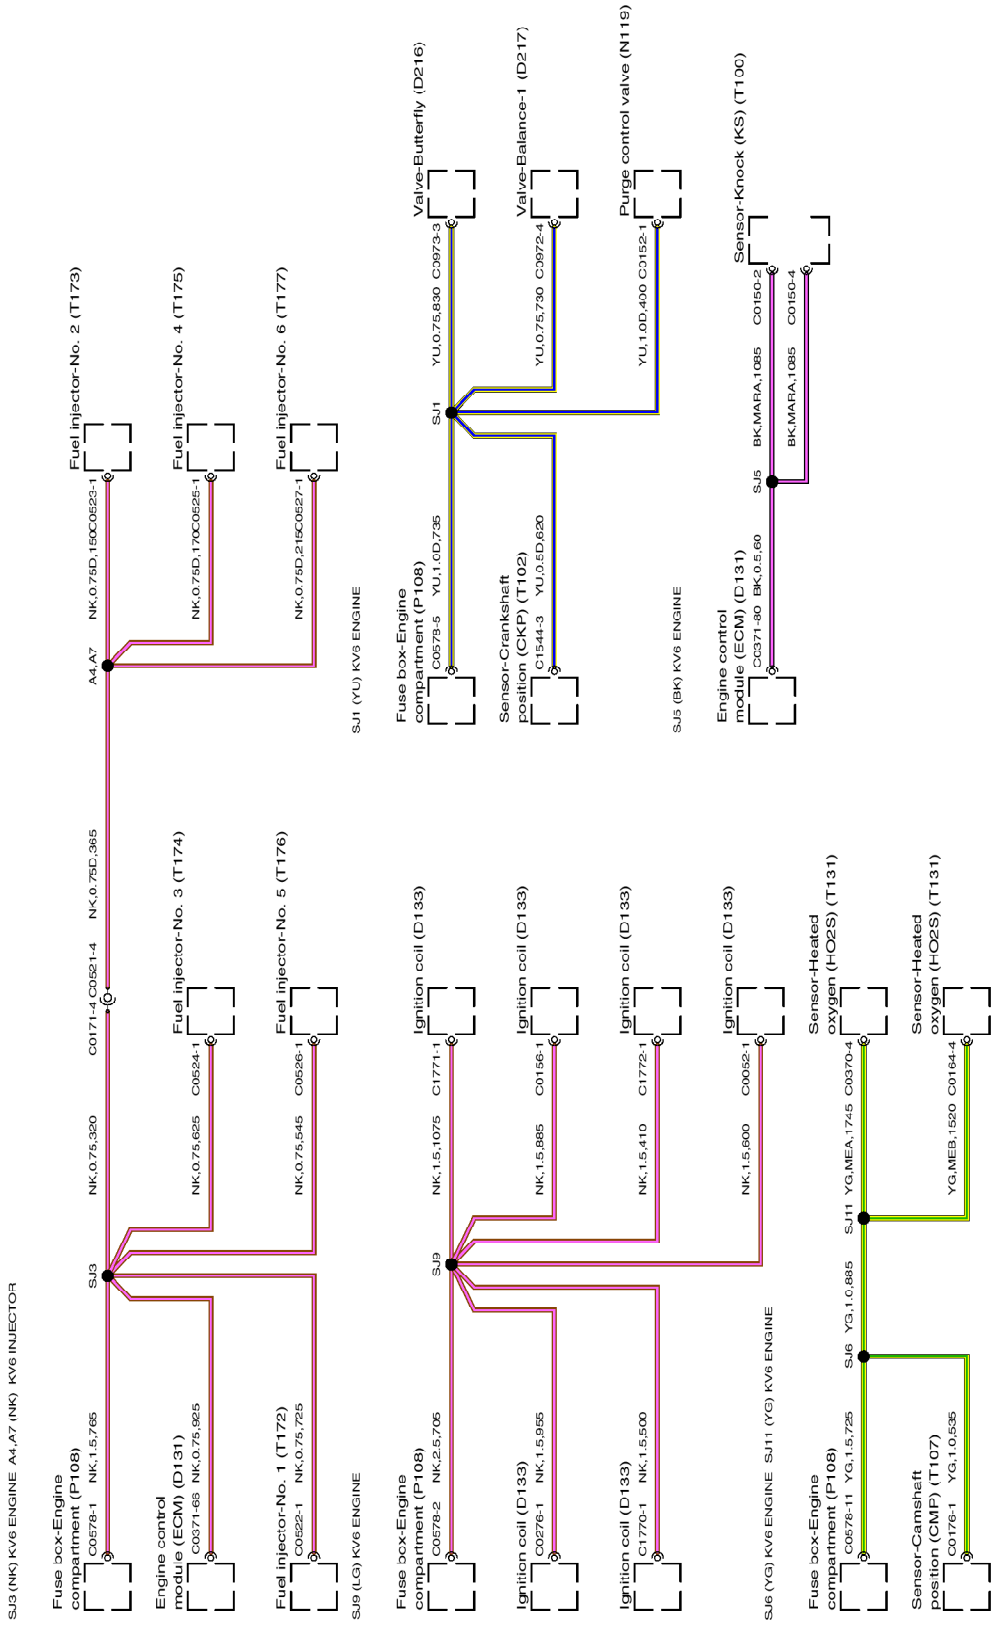 SJ3 (NK) KV6 ENGINE A4,A7 (NK) KV6 INJECTOR
Fuse box-Engine
compartment (P108)
C0578-1 NK,1.5,765
SJ3
NK,0.75,320
C0171-4 C0521-4
NK,0.75D,365
A4,A7
NK,0.75D,150 C0523-1
Fuel injector-No. 2 (T173)
Engine control
module (ECM) (D131)
C0371-66 NK,0.75,925
NK,0.75,625 C0524-1
Fuel injector-No. 3 (T174)
NK,0.75D,170 C0525-1
Fuel injector-No. 4 (T175)
Fuel injector-No. 1 (T172)
C0522-1 NK,0.75,725
NK,0.75,545 C0526-1
Fuel injector-No. 5 (T176)
NK,0.75D,215 C0527-1
Fuel injector-No. 6 (T177)
SJ9 (LG) KV6 ENGINE
Fuse box-Engine
compartment (P108)
C0578-2 NK,2.5,705
SJ9
NK,1.5,1075 C1771-1
Ignition coil (D133)
Ignition coil (D133)
C0276-1 NK,1.5,955
NK,1.5,885 C0156-1
Ignition coil (D133)
Ignition coil (D133)
C1770-1 NK,1.5,500
NK,1.5,410 C1772-1
Ignition coil (D133)
NK,1.5,600 C0052-1
Ignition coil (D133)
SJ1 (YU) KV6 ENGINE
Fuse box-Engine
compartment (P108)
C0578-5 YU,1.0D,735
SJ1
YU,0.75,830 C0973-3
Valve-Butterfly (D216)
Sensor-Crankshaft
position (CKP) (T102)
C1544-3 YU,0.5D,620
YU,0.75,730 C0972-4
Valve-Balance-1 (D217)
YU,1.0D,400 C0152-1
Purge control valve (N119)
SJ6 (YG) KV6 ENGINE SJ11 (YG) KV6 ENGINE
Fuse box-Engine
compartment (P108)
C0578-11 YG,1.5,725
SJ6 YG,1.0,885
SJ11 YG,MEA,1745 C0370-4
Sensor-Heated
oxygen (HO2S) (T131)
Sensor-Camshaft
position (CMP) (T107)
C0176-1 YG,1.0,535
YG,MEB,1520 C0164-4
Sensor-Heated
oxygen (HO2S) (T131)
SJ5 (BK) KV6 ENGINE
Engine control
module (ECM) (D131)
C0371-80 BK,0.5,60
SJ5
BK,MARA,1085 C0150-2
BK,MARA,1085 C0150-4
Sensor-Knock (KS) (T100)